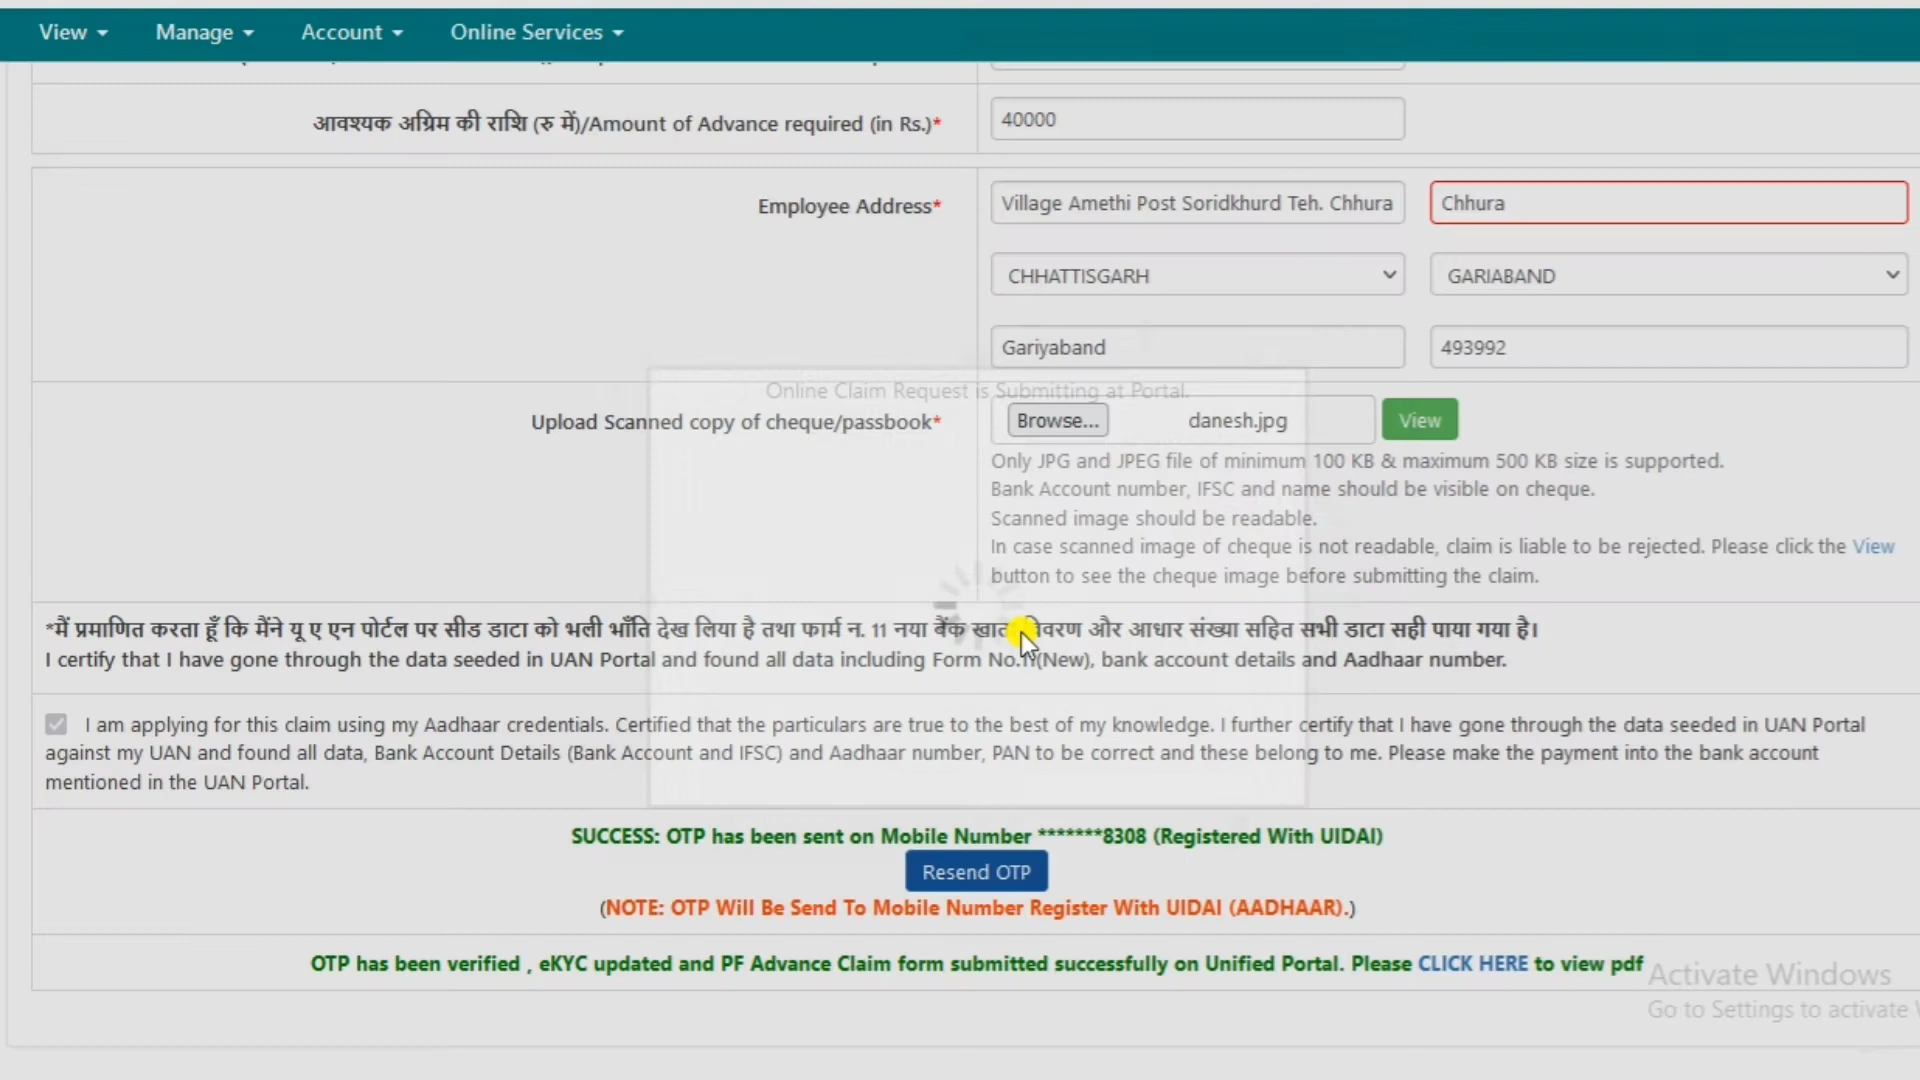 View
Manage
Account
Online Services
आवश्यक अग्रिम की राशि (रु में)/Amount of Advance required (in Rs.)*
40000
Employee Address*
Village Amethi Post Soridkhurd Teh. Chhura
Chhura
CHHATTISGARH
GARIABAND
Gariyaband
493992
Online Claim Request is Submitting at Portal.
Upload Scanned copy of cheque/passbook*
Browse...
danesh.jpg
View
Only JPG and JPEG file of minimum 100 KB & maximum 500 KB size is supported.
Bank Account number, IFSC and name should be visible on cheque.
Scanned image should be readable.
In case scanned image of cheque is not readable, claim is liable to be rejected. Please click the View
button to see the cheque image before submitting the claim.
*मैं प्रमाणित करता हूँ कि मैंने यू ए एन पोर्टल पर सीड डाटा को भली भाँति देख लिया है तथा फार्म न. 11 नया बैंक और आधार संख्या सहित सभी डाटा सही पाया गया है।
I certify that I have gone through the data seeded in UAN Portal and found all data including Form No.11(New), bank account details and Aadhaar number.
I am applying for this claim using my Aadhaar credentials. Certified that the particulars are true to the best of my knowledge. I further certify that I have gone through the data seeded in UAN Portal
against my UAN and found all data, Bank Account Details (Bank Account and IFSC) and Aadhaar number, PAN to be correct and these belong to me. Please make the payment into the bank account
mentioned in the UAN Portal.
SUCCESS: OTP has been sent on Mobile Number *******8308 (Registered With UIDAI)
Resend OTP
(NOTE: OTP Will Be Send To Mobile Number Register With UIDAI (AADHAAR).)
OTP has been verified , eKYC updated and PF Advance Claim form submitted successfully on Unified Portal. Please CLICK HERE to view pdf
Activate Windows
Go to Settings to activate